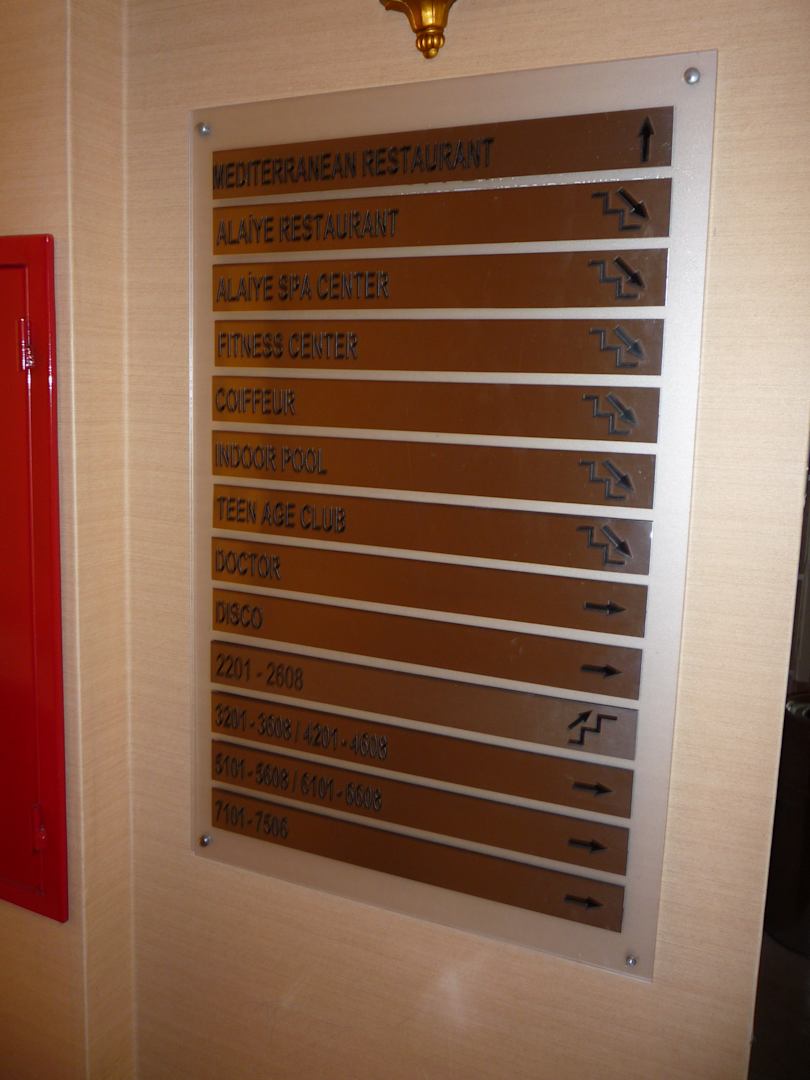 MEDITERRANEAN RESTAURANT
ALAİYE RESTAURANT
ALAİYE SPA CENTER
FITNESS CENTER
COIFFEUR
INDOOR POOL
TEEN AGE CLUB
DOCTOR
DISCO
2201 - 2608
3201 - 3608 / 4201 - 4608
5101 - 5608 / 6101 - 6608
7101 - 7506